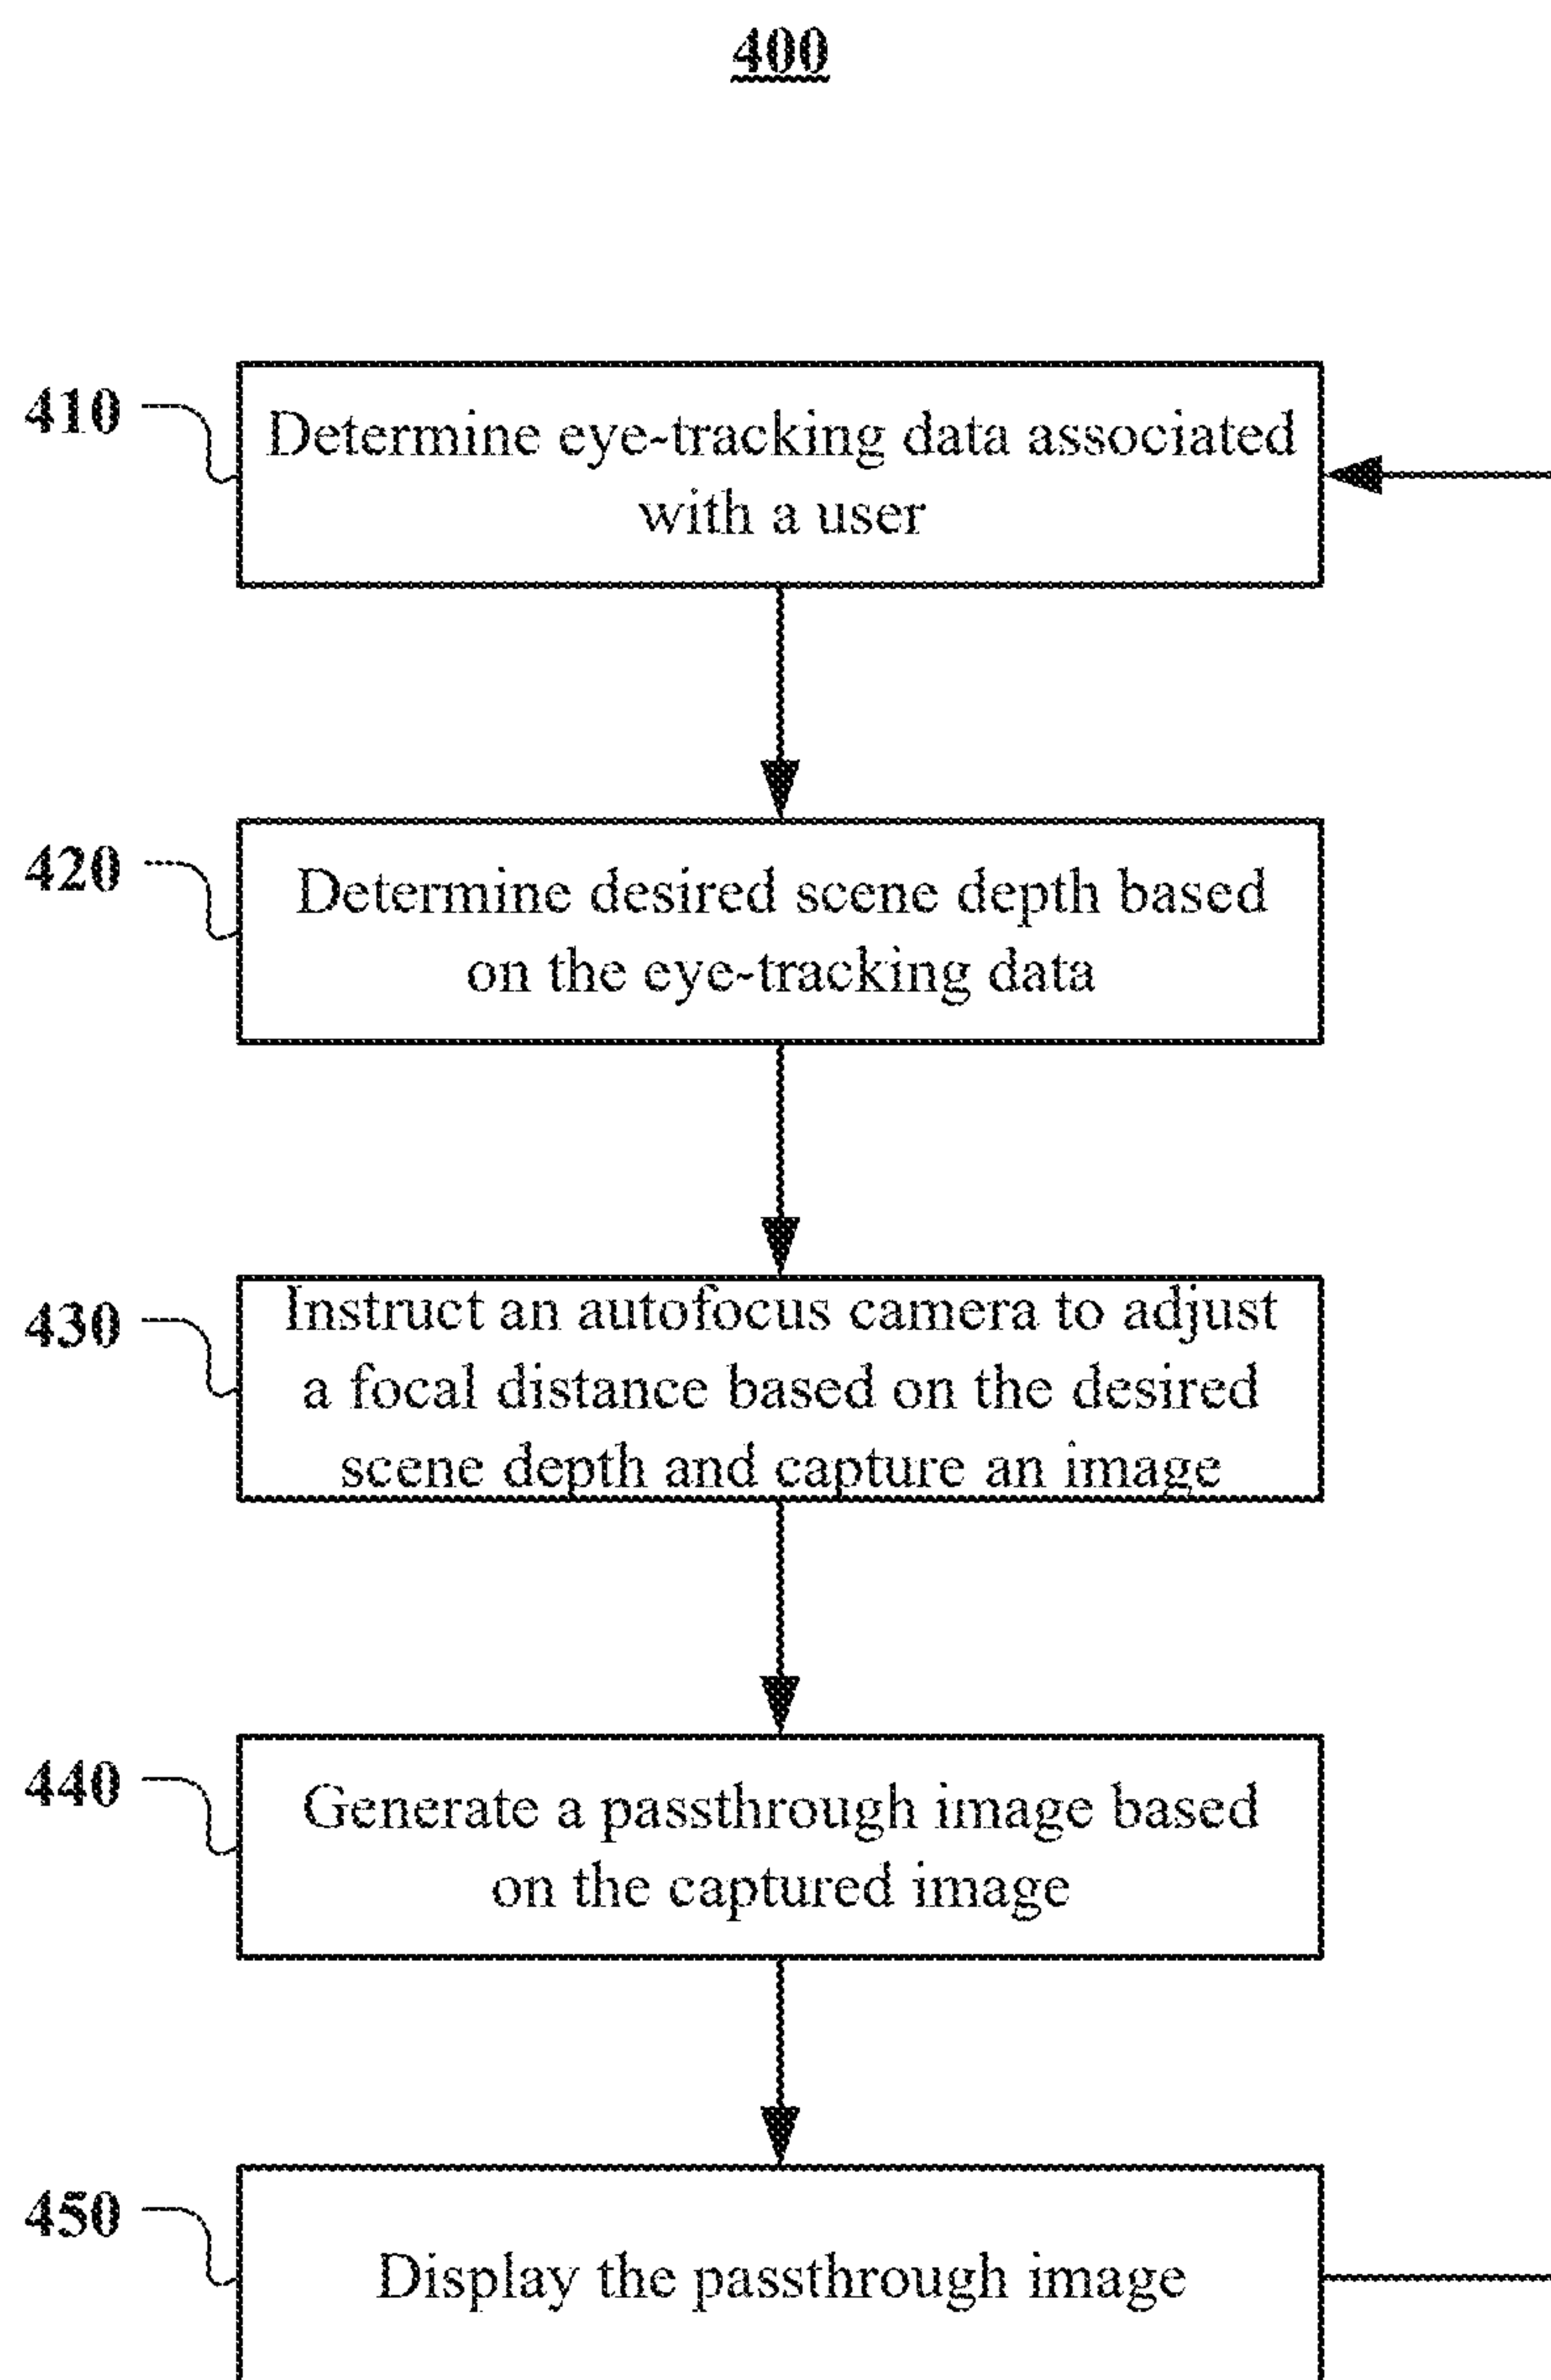 400
410
Determine eye-tracking data associated
with a user
420
Determine desired scene depth based
on the eye-tracking data
430
Instruct an autofocus camera to adjust
a focal distance based on the desired
scene depth and capture an image
440
Generate a passthrough image based
on the captured image
450
Display the passthrough image